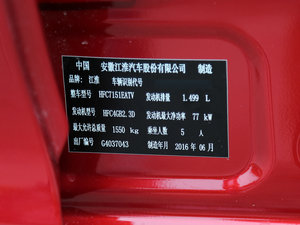 中国 安徽江淮汽车股份有限公司 制造
品牌: 江淮 车辆识别代号
整车型号 HFC7151EATV 发动机排量 1.499 L
发动机型号 HFC4GB2.3D 发动机最大净功率 77 kW
最大允许总质量 1550 kg 乘坐人数 5 人
出厂编号 G4037043 制造年月 2016 年 06 月